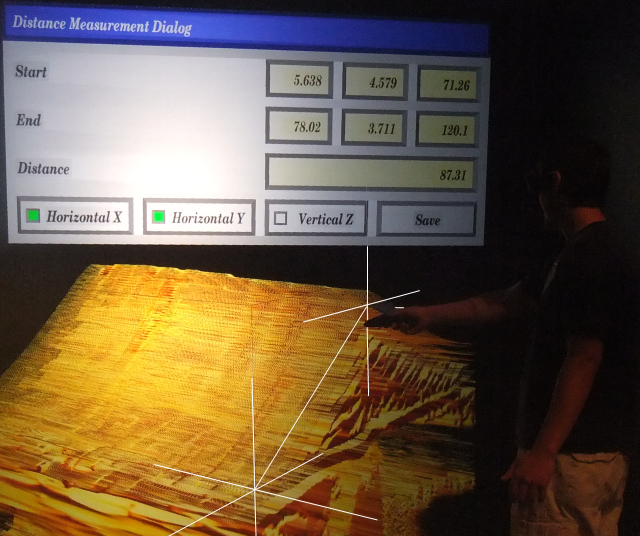 Distance Measurement Dialog
Start 5.638 4.579 71.26
End 78.02 3.711 120.1
Distance 87.31
Horizontal X Horizontal Y Vertical Z Save